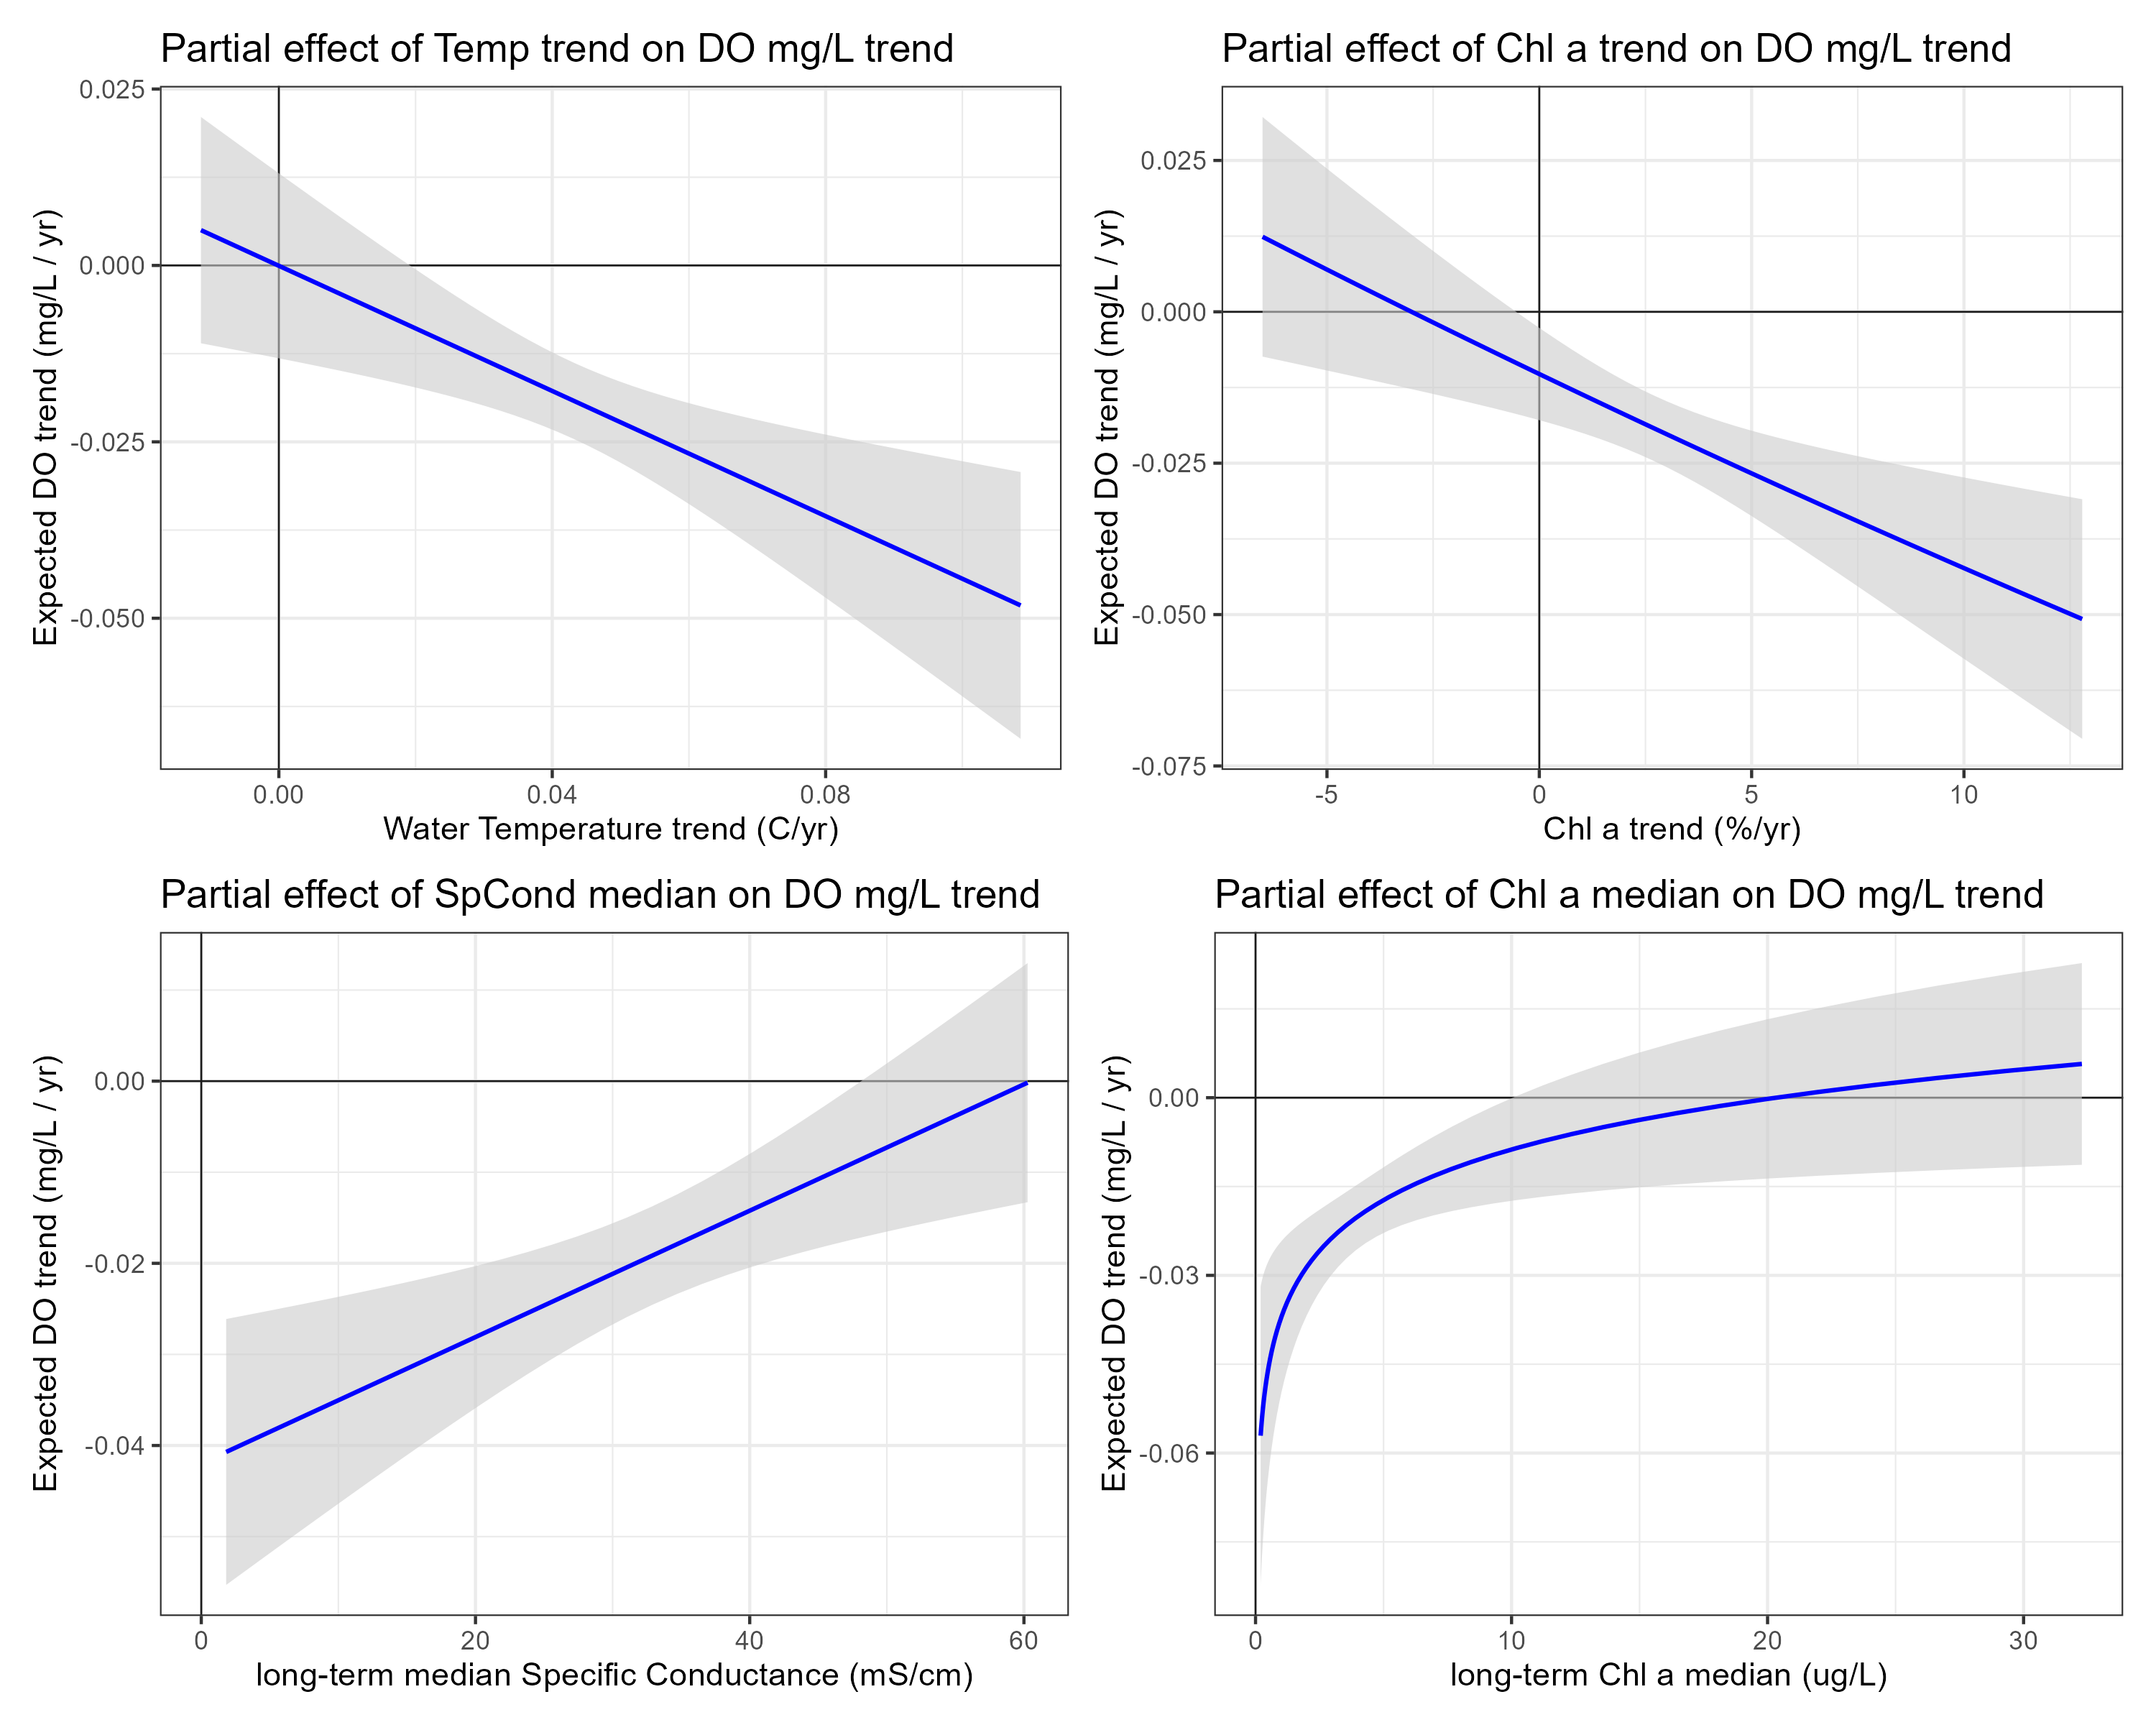 Partial effect of Temp trend on DO mg/L trend
0.025
0.000
-0.025
-0.050
Expected DO trend (mg/L / yr)
0.00 0.04 0.08
Water Temperature trend (C/yr)
Partial effect of Chl a trend on DO mg/L trend
0.025
0.000
-0.025
-0.050
-0.075
Expected DO trend (mg/L / yr)
-5 0 5 10
Chl a trend (%/yr)
Partial effect of SpCond median on DO mg/L trend
0.00
-0.02
-0.04
Expected DO trend (mg/L / yr)
0 20 40 60
long-term median Specific Conductance (mS/cm)
Partial effect of Chl a median on DO mg/L trend
0.00
-0.03
-0.06
Expected DO trend (mg/L / yr)
0 10 20 30
long-term Chl a median (ug/L)